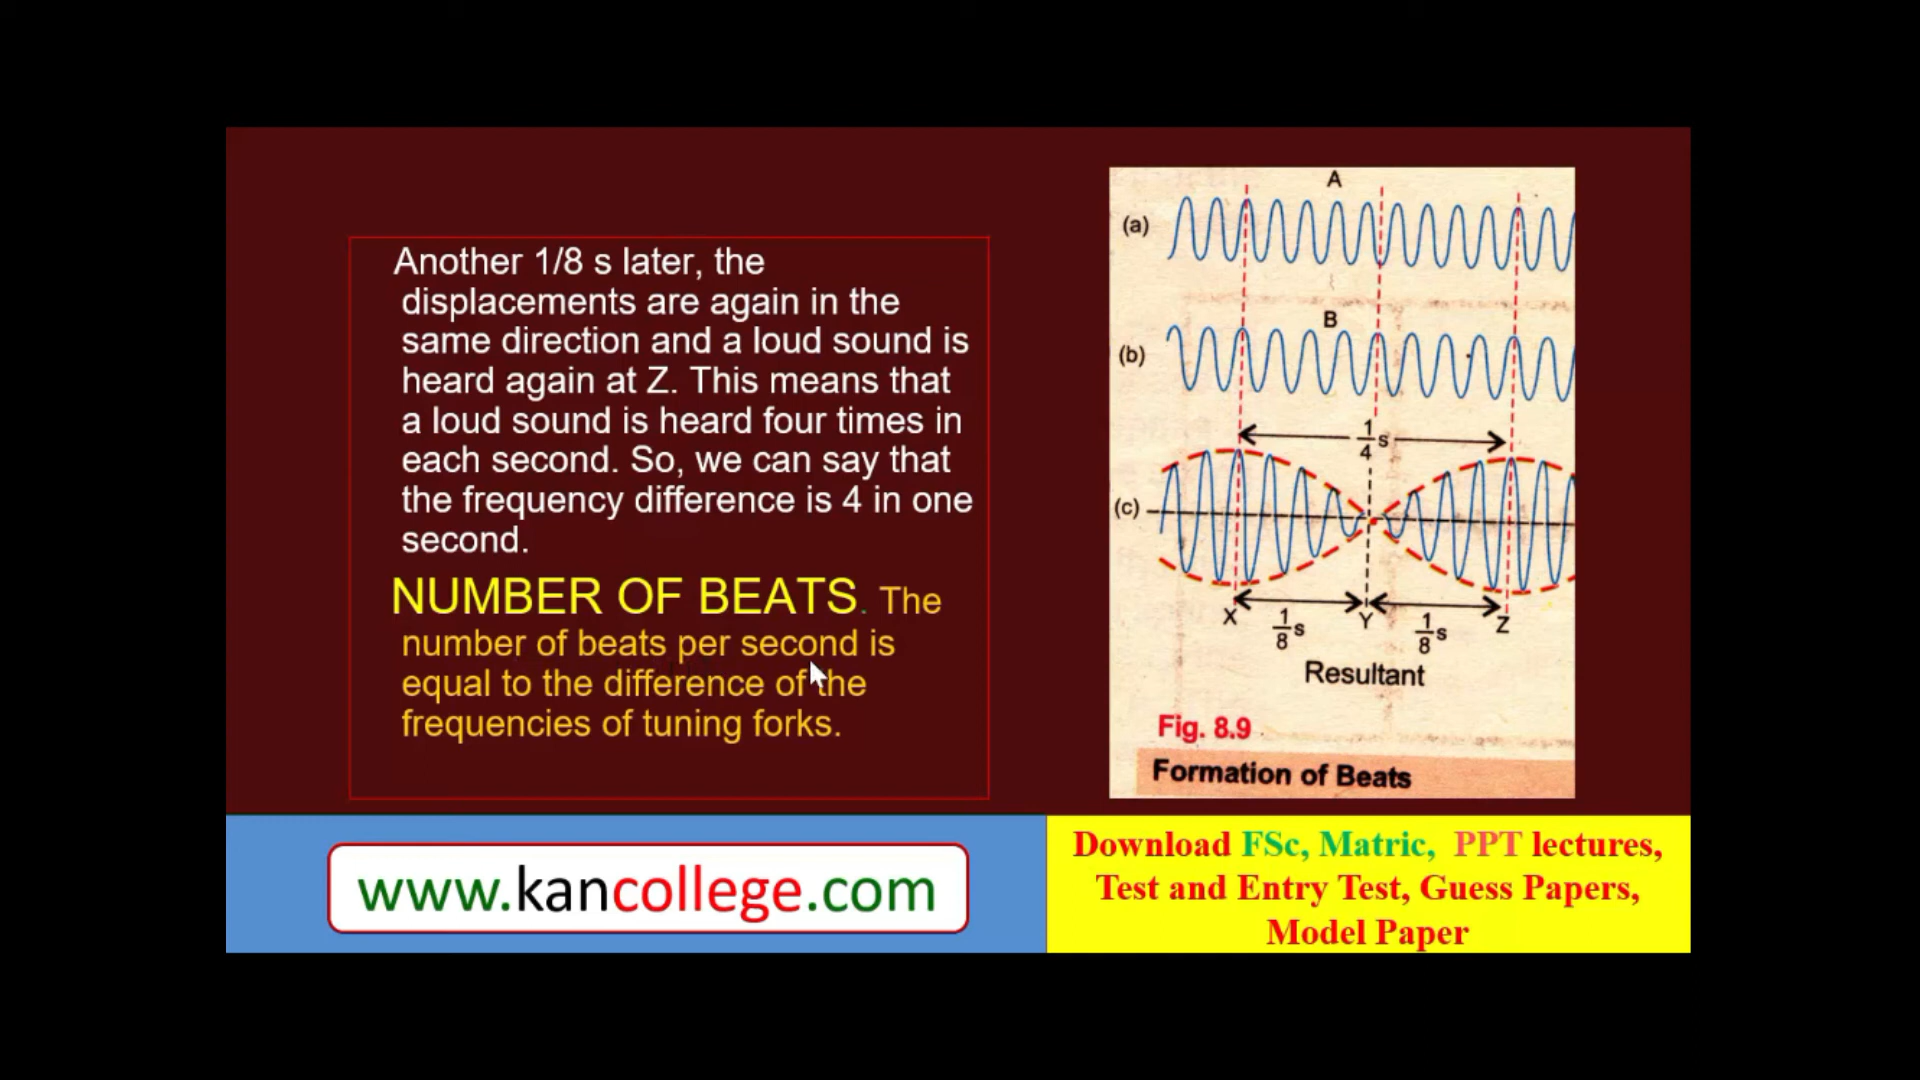 Another 1/8 s later, the
displacements are again in the
same direction and a loud sound is
heard again at Z. This means that
a loud sound is heard four times in
each second. So, we can say that
the frequency difference is 4 in one
second.
NUMBER OF BEATS. The
number of beats per second is
equal to the difference of the
frequencies of tuning forks.
A
(a)
B
(b)
1/4 s
(c)
X 1/8 s Y 1/8 s Z
Resultant
Fig. 8.9
Formation of Beats
www.kancollege.com
Download FSc, Matric, PPT lectures,
Test and Entry Test, Guess Papers,
Model Paper